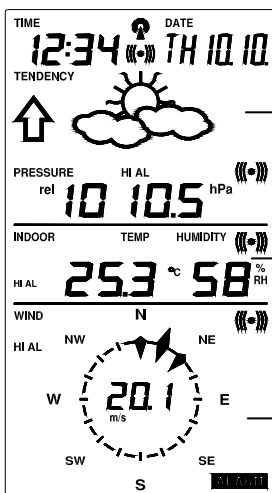 TIME DATE
12:34 TH 10.10.
TENDENCY
PRESSURE HI AL
rel 1010.5 hPa
INDOOR TEMP HUMIDITY
HI AL 25.3 °C 58 % RH
WIND N
HI AL NW NE
W 20.1 E
m/s
SW SE
S
ALARM